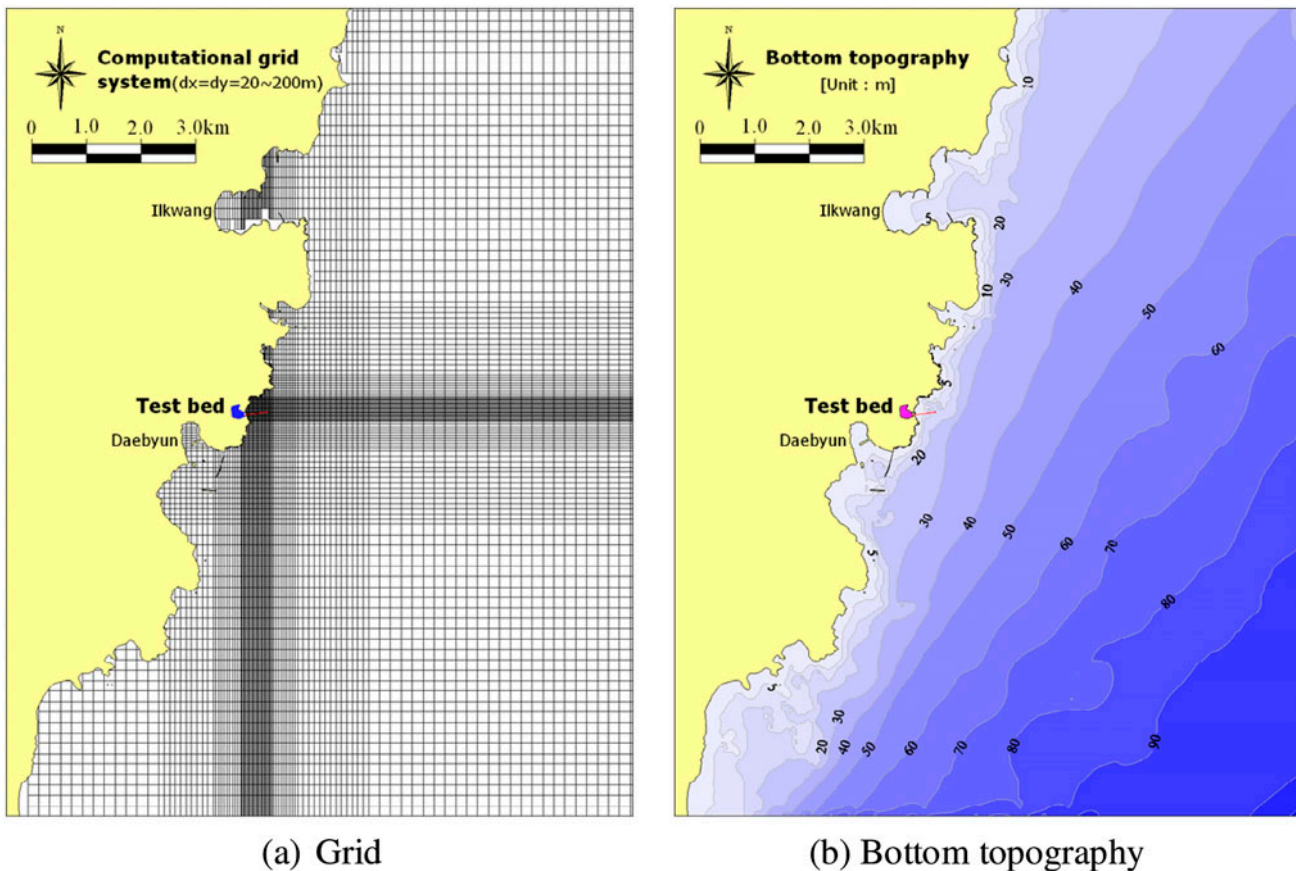 N
Computational grid
system(dx=dy=20~200m)
0 1.0 2.0 3.0km
Ilkwang
Test bed
Daebyun
(a) Grid
N
Bottom topography
[Unit : m]
0 1.0 2.0 3.0km
10
Ilkwang
5
20
10
30
40
50
60
5
Test bed
Daebyun
20
30
40
50
60
70
5
80
5
30
20
40
50
60
70
80
90
(b) Bottom topography